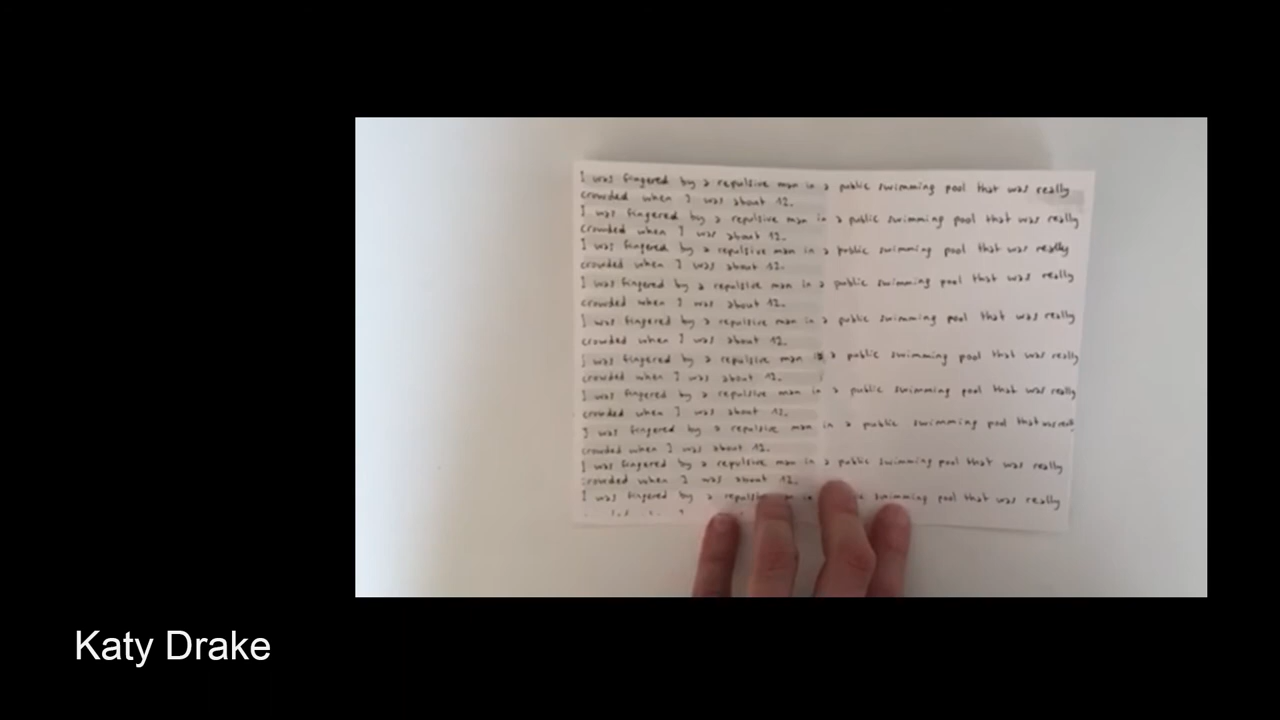 I was fingered by a repulsive man in a public swimming pool that was really
crowded when I was about 12.
I was fingered by a repulsive man in a public swimming pool that was really
crowded when I was about 12.
I was fingered by a repulsive man in a public swimming pool that was really
crowded when I was about 12.
I was fingered by a repulsive man in a public swimming pool that was really
crowded when I was about 12.
I was fingered by a repulsive man in a public swimming pool that was really
crowded when I was about 12.
I was fingered by a repulsive man in a public swimming pool that was really
crowded when I was about 12.
I was fingered by a repulsive man in a public swimming pool that was really
crowded when I was about 12.
I was fingered by a repulsive man in a public swimming pool that was really
crowded when I was about 12.
I was fingered by a repulsive man in a public swimming pool that was really
crowded when I was about 12.
I was fingered by a in swimming pool that was really
Katy Drake